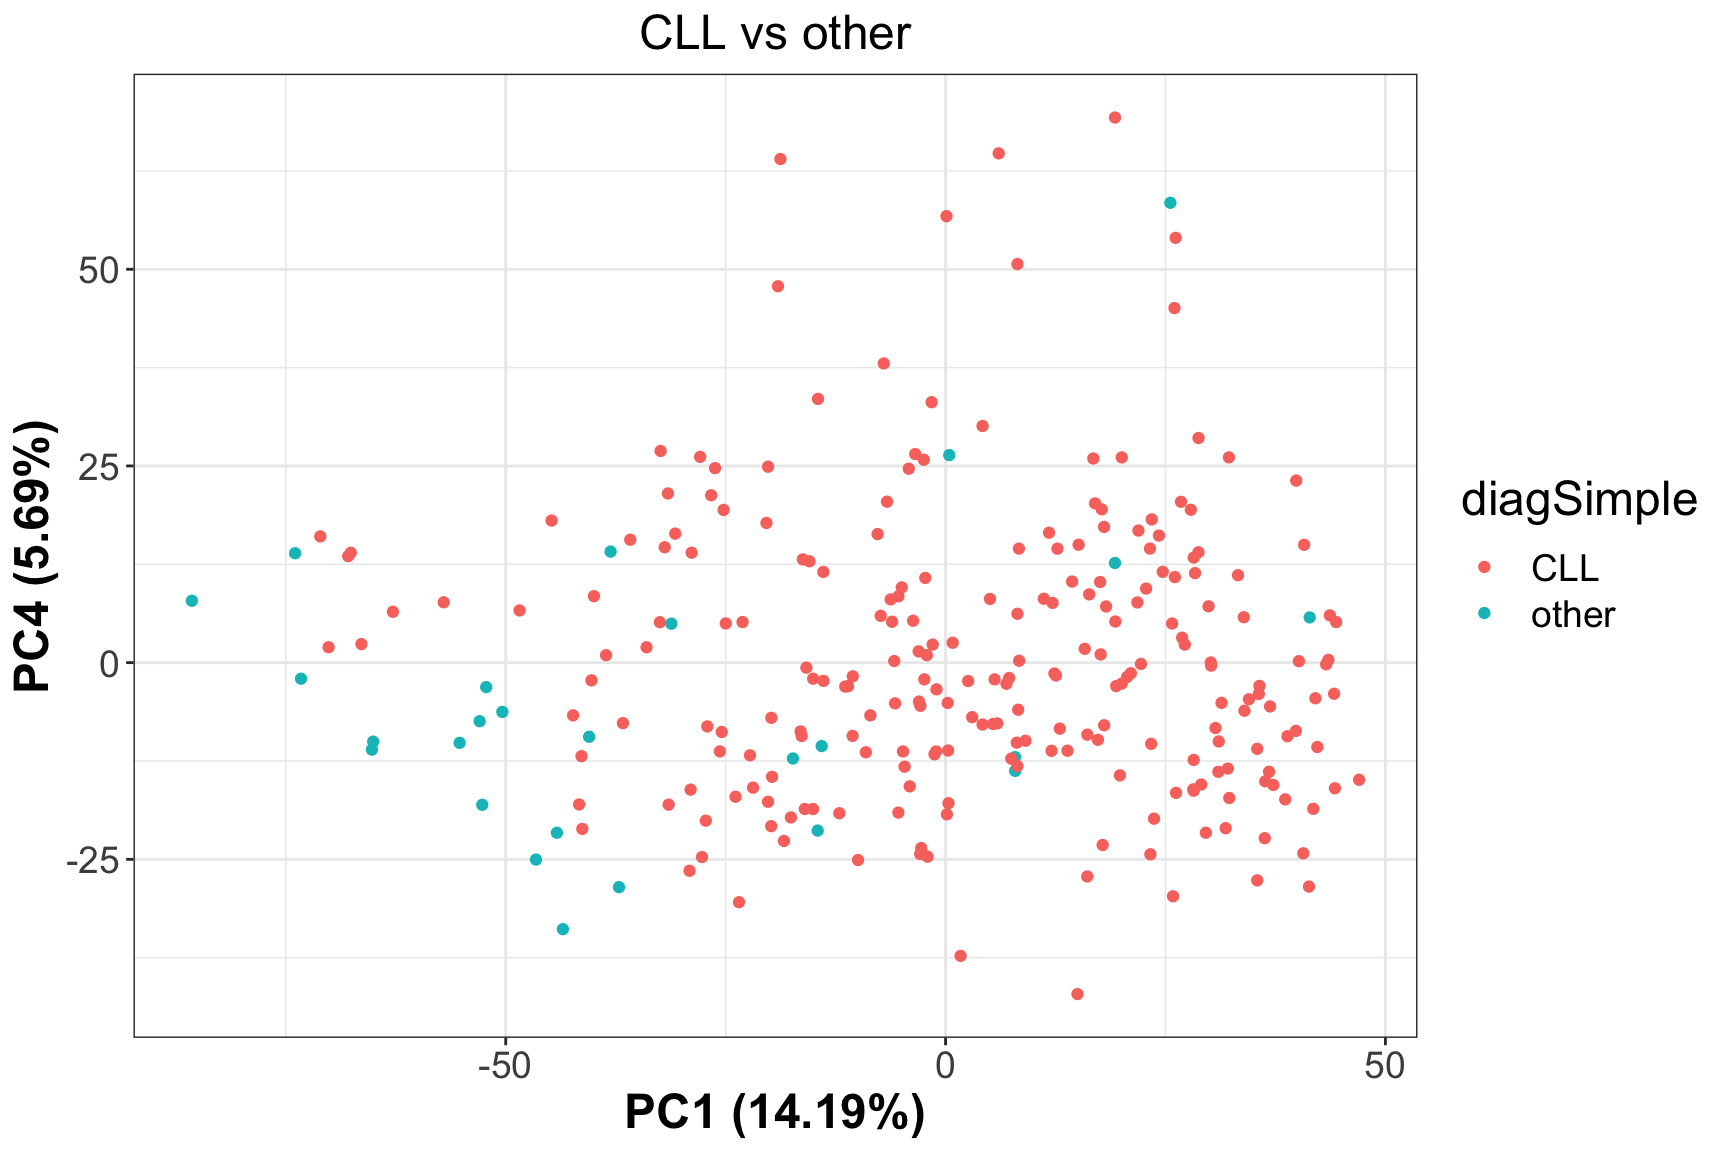 CLL vs other
50
25
0
-25
PC4 (5.69%)
-50
0
50
PC1 (14.19%)
diagSimple
CLL
other